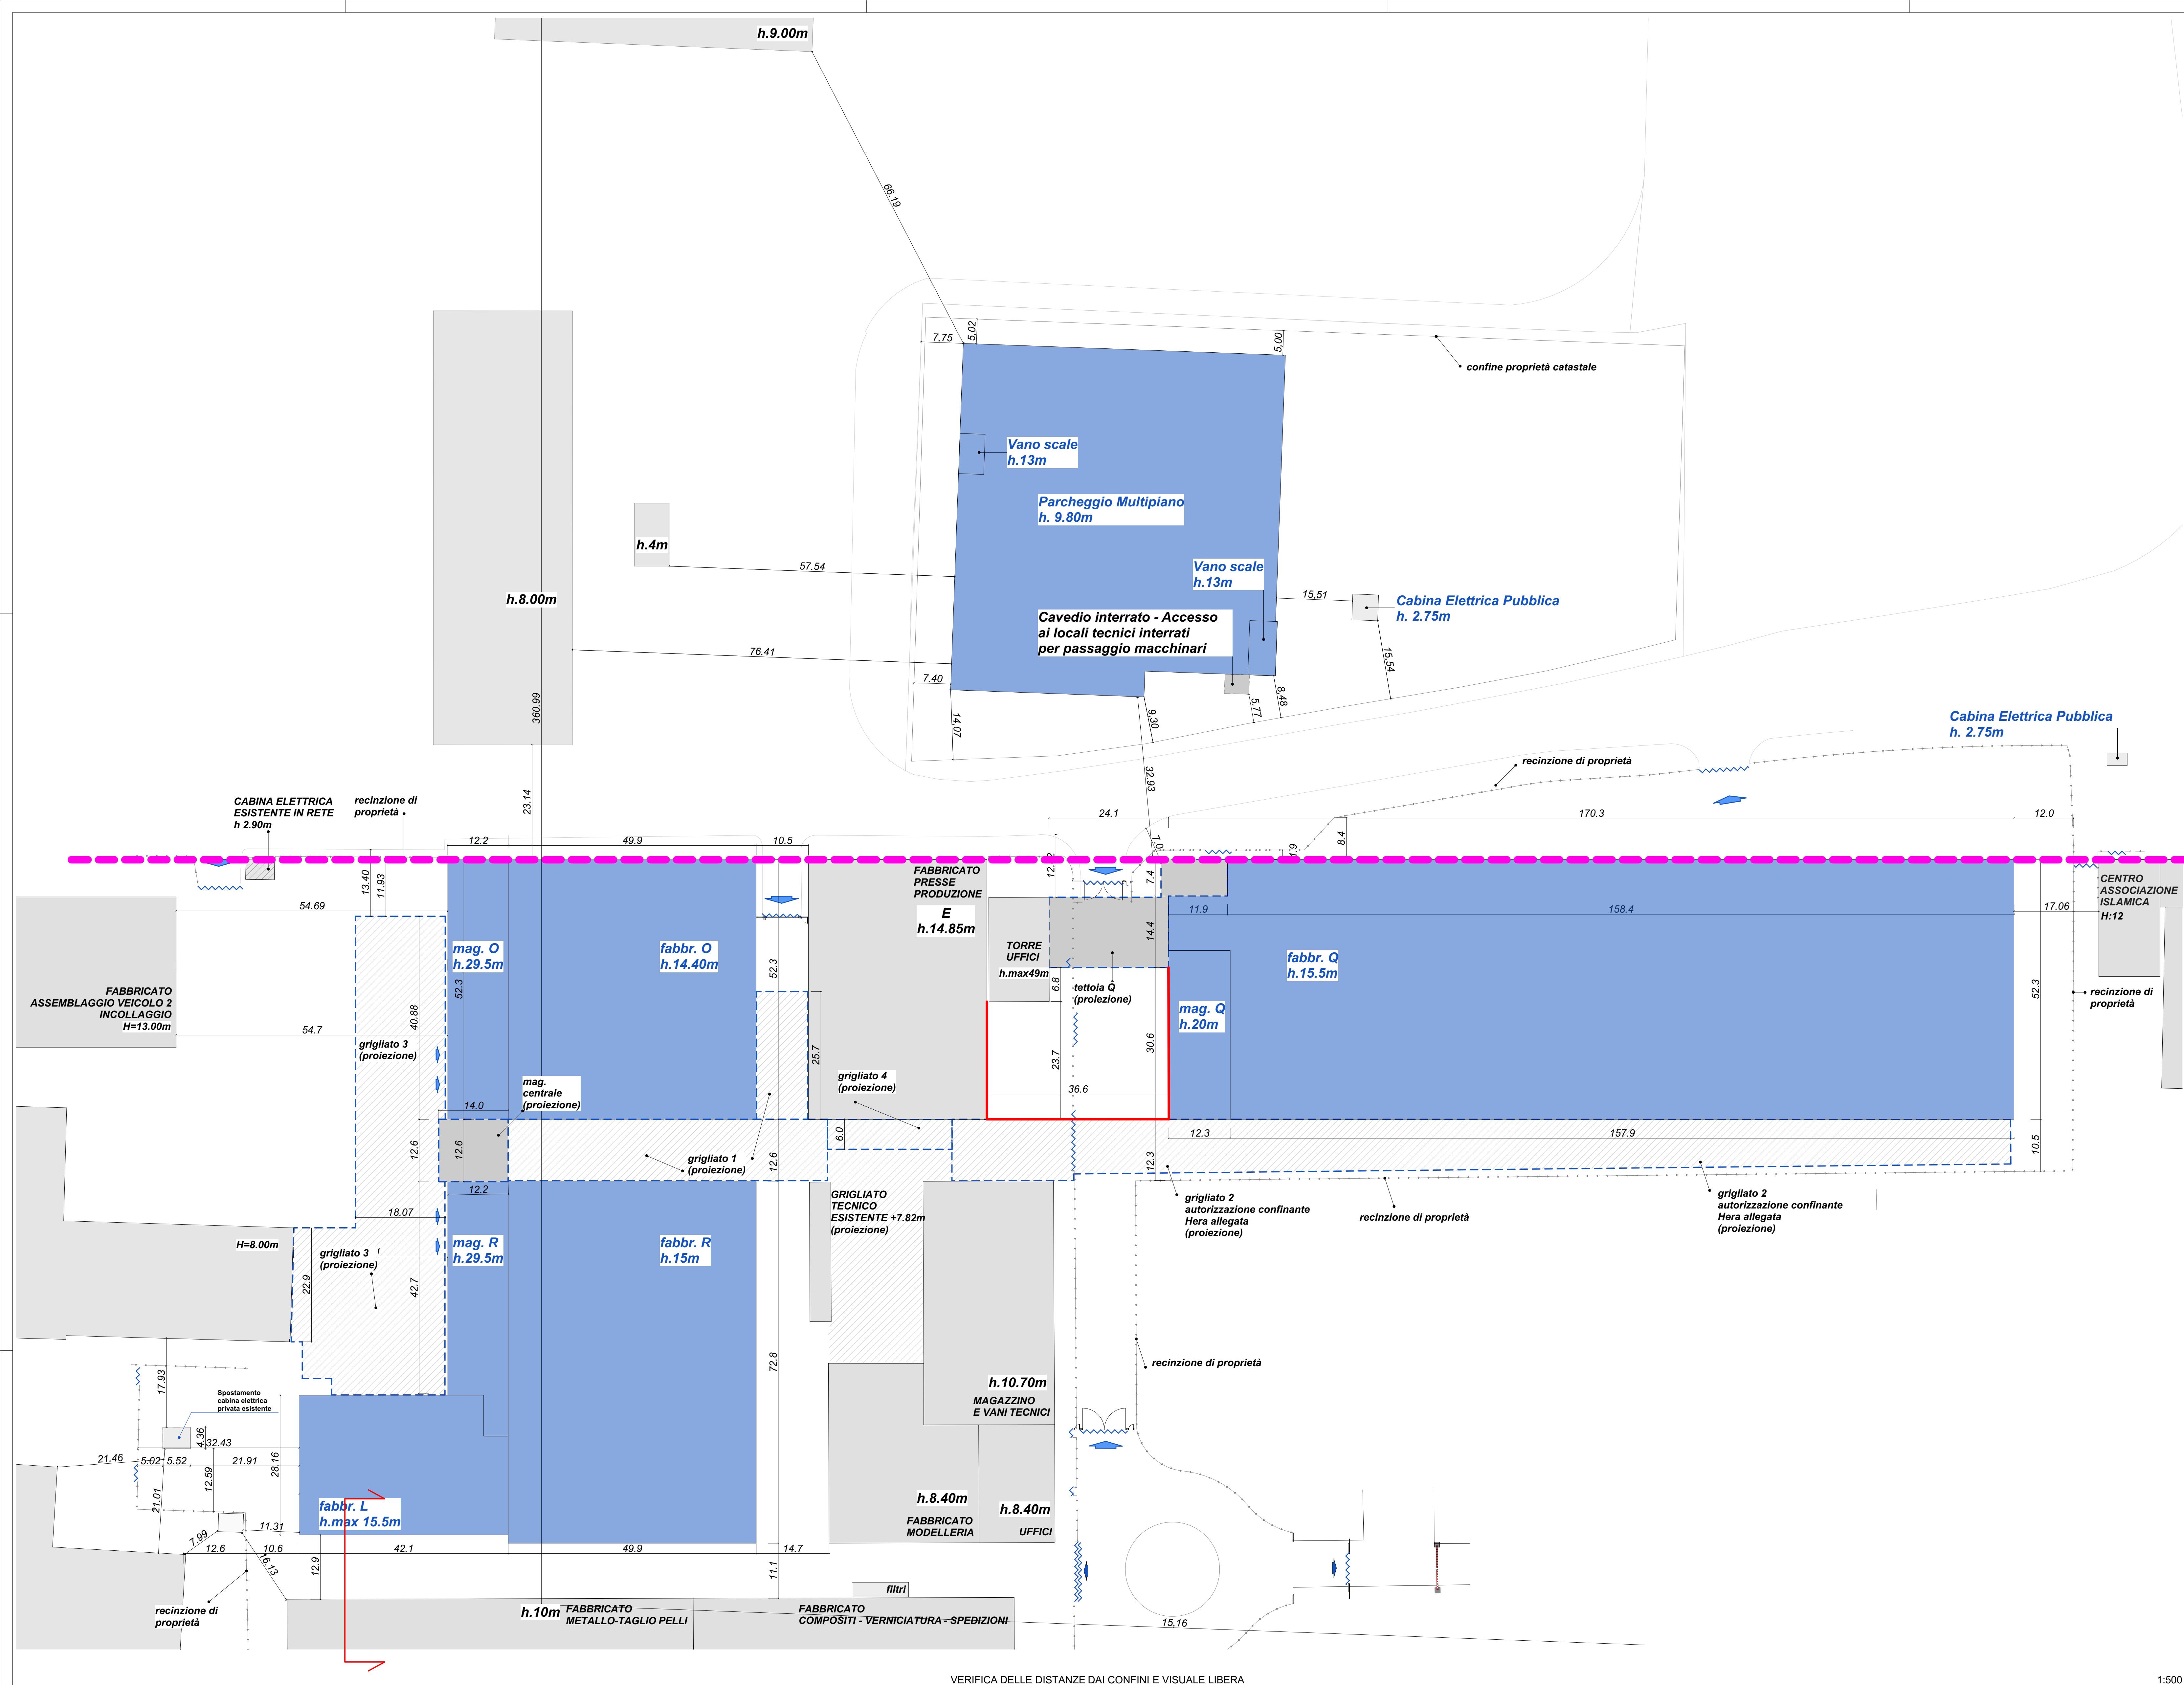 h.9.00m
66.19
7,75
5,02
5,00
confine proprietà catastale
Vano scale
h.13m
Parcheggio Multipiano
h. 9.80m
h.4m
57.54
Vano scale
h.13m
15,51
Cabina Elettrica Pubblica
h. 2.75m
h.8.00m
Cavedio interrato - Accesso
ai locali tecnici interrati
per passaggio macchinari
76.41
15,54
7.40
360.99
8,48
5,77
9,30
14,07
Cabina Elettrica Pubblica
h. 2.75m
recinzione di proprietà
32.93
23.14
CABINA ELETTRICA
ESISTENTE IN RETE
h 2.90m
recinzione di
proprietà
24.1
170.3
12.0
12.2
49.9
10.5
7.0
8.4
1.9
12.2
13.40
11.93
7.4
FABBRICATO
PRESSE
PRODUZIONE
E
h.14.85m
CENTRO
ASSOCIAZIONE
ISLAMICA
H:12
54.69
11.9
158.4
17.06
mag. O
h.29.5m
fabbr. O
h.14.40m
14.4
TORRE
UFFICI
h.max49m
fabbr. Q
h.15.5m
52.3
52.3
6.8
tettoia Q
(proiezione)
52.3
FABBRICATO
ASSEMBLAGGIO VEICOLO 2
INCOLLAGGIO
H=13.00m
40.88
mag. Q
h.20m
recinzione di
proprietà
54.7
grigliato 3
(proiezione)
25.7
23.7
30.6
mag.
centrale
(proiezione)
grigliato 4
(proiezione)
36.6
14.0
12.6
12.6
6.0
12.6
grigliato 1
(proiezione)
12.3
12.3
157.9
10.5
12.2
GRIGLIATO
TECNICO
ESISTENTE +7.82m
(proiezione)
grigliato 2
autorizzazione confinante
Hera allegata
(proiezione)
recinzione di proprietà
grigliato 2
autorizzazione confinante
Hera allegata
(proiezione)
18.07
H=8.00m
grigliato 3
(proiezione)
mag. R
h.29.5m
fabbr. R
h.15m
22.9
42.7
17.93
72.8
recinzione di proprietà
h.10.70m
MAGAZZINO
E VANI TECNICI
Spostamento
cabina elettrica
privata esistente
4.36
32.43
21.46
5.02
5.52
21.91
12.59
28.16
21.01
fabbr. L
h.max 15.5m
h.8.40m
h.8.40m
FABBRICATO
MODELLERIA
UFFICI
11.31
7.99
12.6
10.6
42.1
49.9
14.7
16.13
12.9
11.1
filtri
recinzione di
proprietà
h.10m
FABBRICATO
METALLO-TAGLIO PELLI
FABBRICATO
COMPOSITI - VERNICIATURA - SPEDIZIONI
15,16
VERIFICA DELLE DISTANZE DAI CONFINI E VISUALE LIBERA
1:500